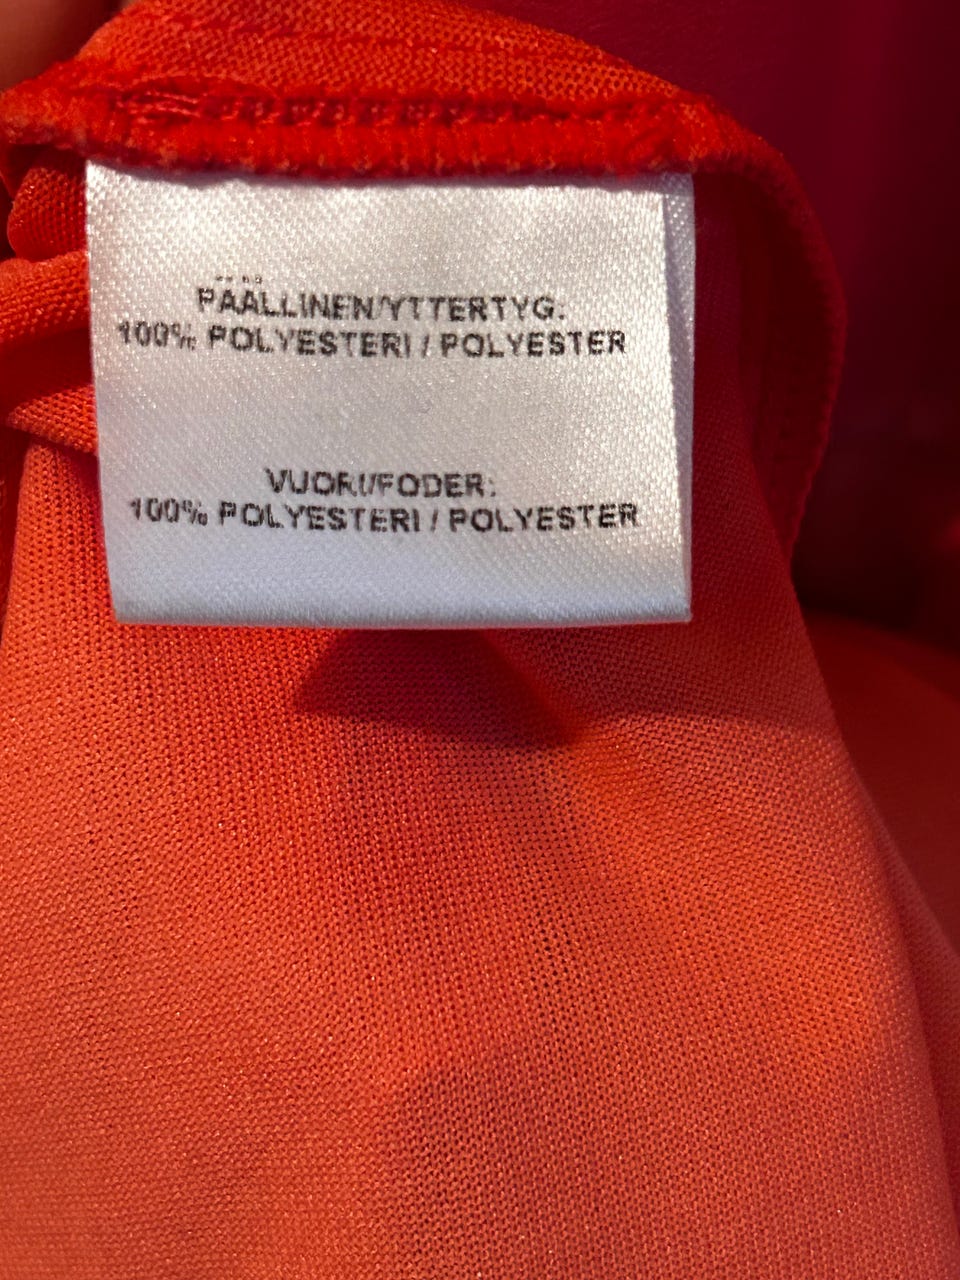 PÄÄLLINEN/YTTERTYG:
100% POLYESTERI / POLYESTER
VUORI/FODER:
100% POLYESTERI / POLYESTER